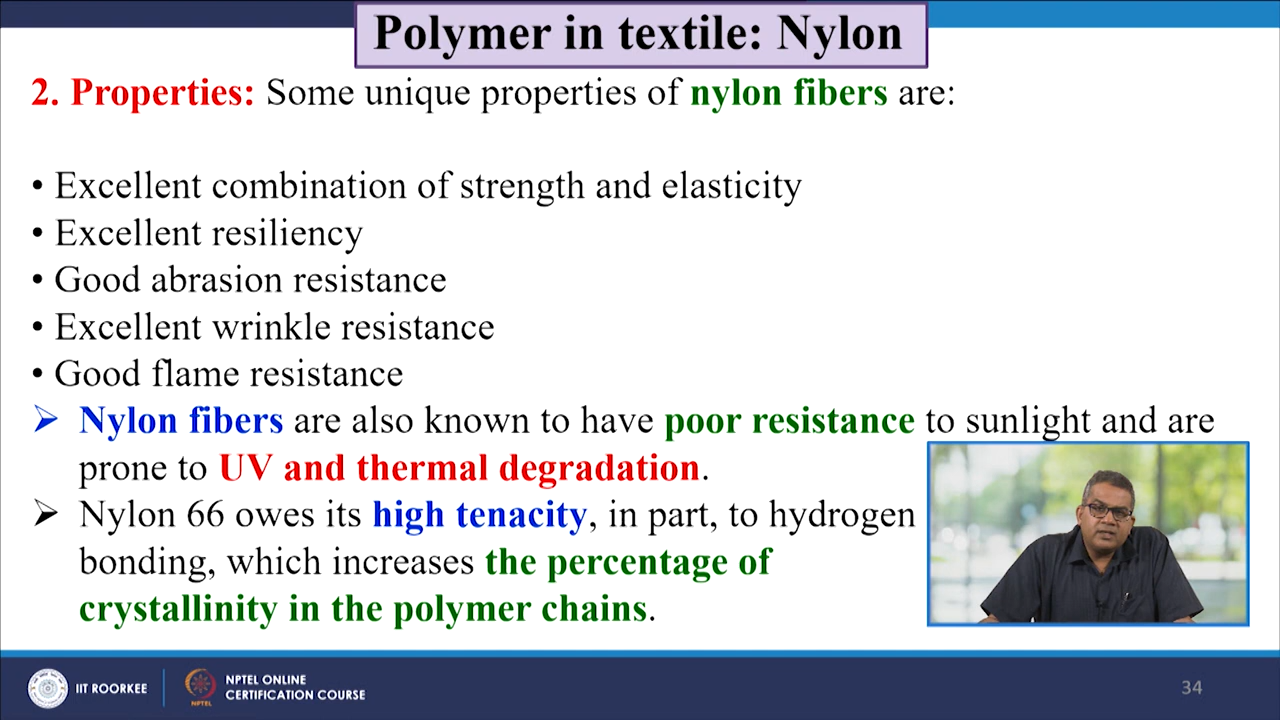 Polymer in textile: Nylon
2. Properties: Some unique properties of nylon fibers are:
• Excellent combination of strength and elasticity
• Excellent resiliency
• Good abrasion resistance
• Excellent wrinkle resistance
• Good flame resistance
➢ Nylon fibers are also known to have poor resistance to sunlight and are
prone to UV and thermal degradation.
➢ Nylon 66 owes its high tenacity, in part, to hydrogen
bonding, which increases the percentage of
crystallinity in the polymer chains.
IIT ROORKEE
NPTEL
NPTEL ONLINE
CERTIFICATION COURSE
34